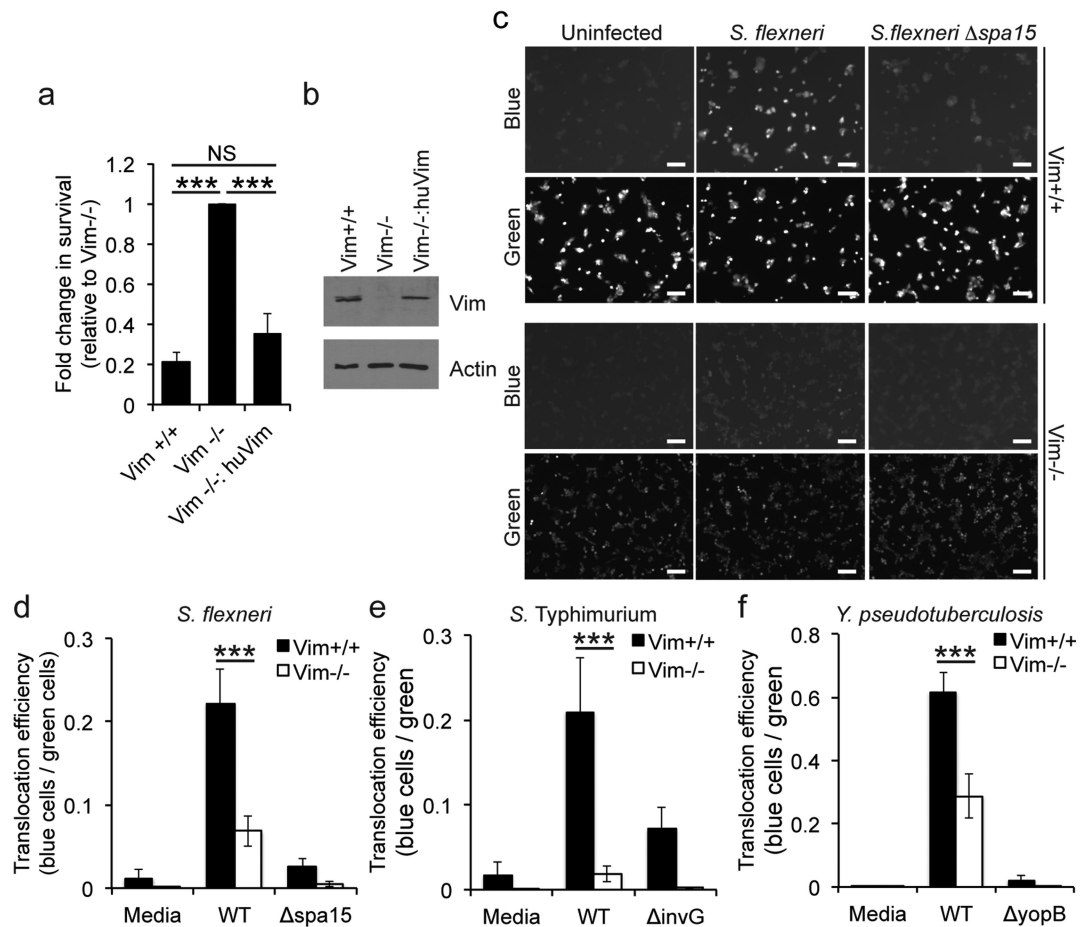 a
NS
*** ***
Fold change in survival
(relative to Vim-/-)
1.2
1
0.8
0.6
0.4
0.2
0
Vim +/+
Vim -/-
Vim -/-: huVim
b
Vim+/+
Vim-/-
Vim-/-:huVim
Vim
Actin
c
Uninfected
S. flexneri
S.flexneri Δspa15
Blue
Green
Vim+/+
Blue
Green
Vim-/-
d
S. flexneri
Translocation efficiency
(blue cells / green cells)
0.3
0.2
0.1
0
***
Vim+/+
Vim-/-
Media
WT
Δspa15
e
S. Typhimurium
Translocation efficiency
(blue cells / green
0.3
0.2
0.1
0
***
Vim+/+
Vim-/-
Media
WT
ΔinvG
f
Y. pseudotuberculosis
Translocation efficiency
(blue cells / green)
0.8
0.6
0.4
0.2
0
***
Vim+/+
Vim-/-
Media
WT
ΔyopB